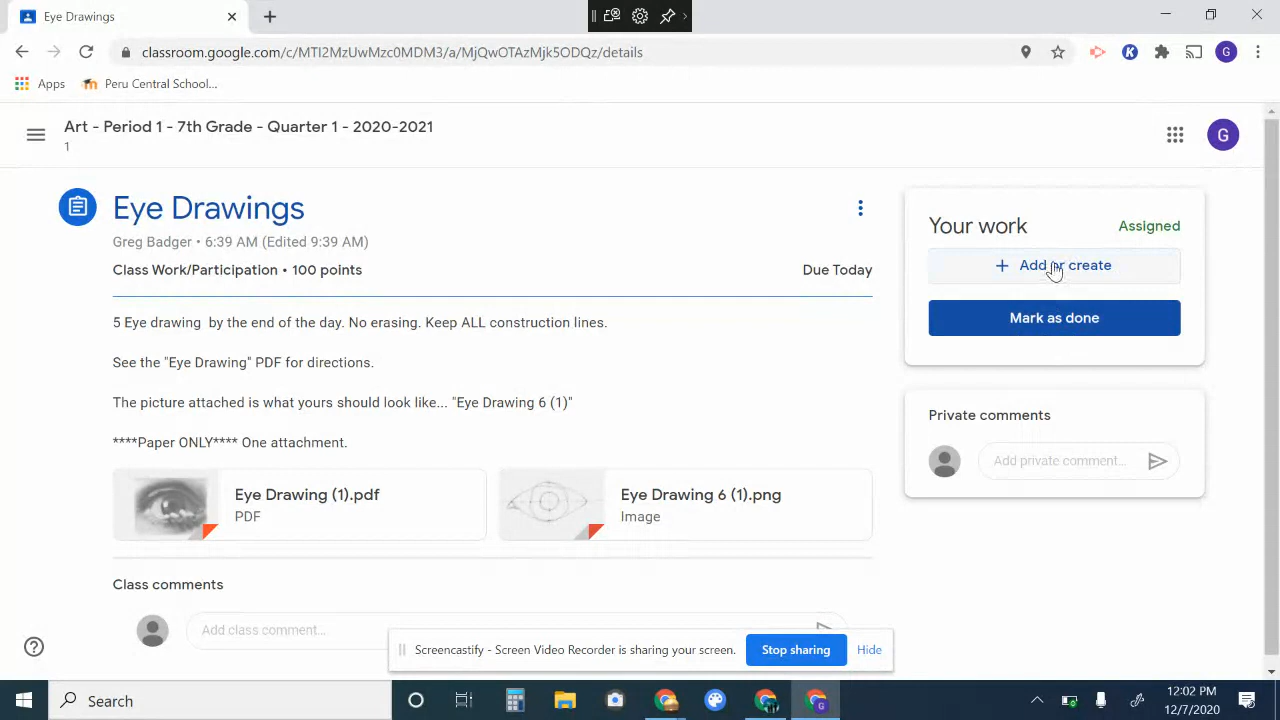 Eye Drawings
classroom.google.com/c/MTI2MzUwMzc0MDM3/a/MjQwOTAzMjk5ODQz/details
K
G
Apps
Peru Central School...
Art - Period 1 - 7th Grade - Quarter 1 - 2020-2021
1
G
Eye Drawings
Greg Badger • 6:39 AM (Edited 9:39 AM)
Class Work/Participation • 100 points
Due Today
5 Eye drawing  by the end of the day. No erasing. Keep ALL construction lines.
See the "Eye Drawing" PDF for directions.
The picture attached is what yours should look like... "Eye Drawing 6 (1)"
****Paper ONLY**** One attachment.
Eye Drawing (1).pdf
PDF
Eye Drawing 6 (1).png
Image
Class comments
Add class comment...
Your work
Assigned
+ Add or create
Mark as done
Private comments
Add private comment...
Screencastify - Screen Video Recorder is sharing your screen.
Stop sharing
Hide
Search
G
12:02 PM
12/7/2020